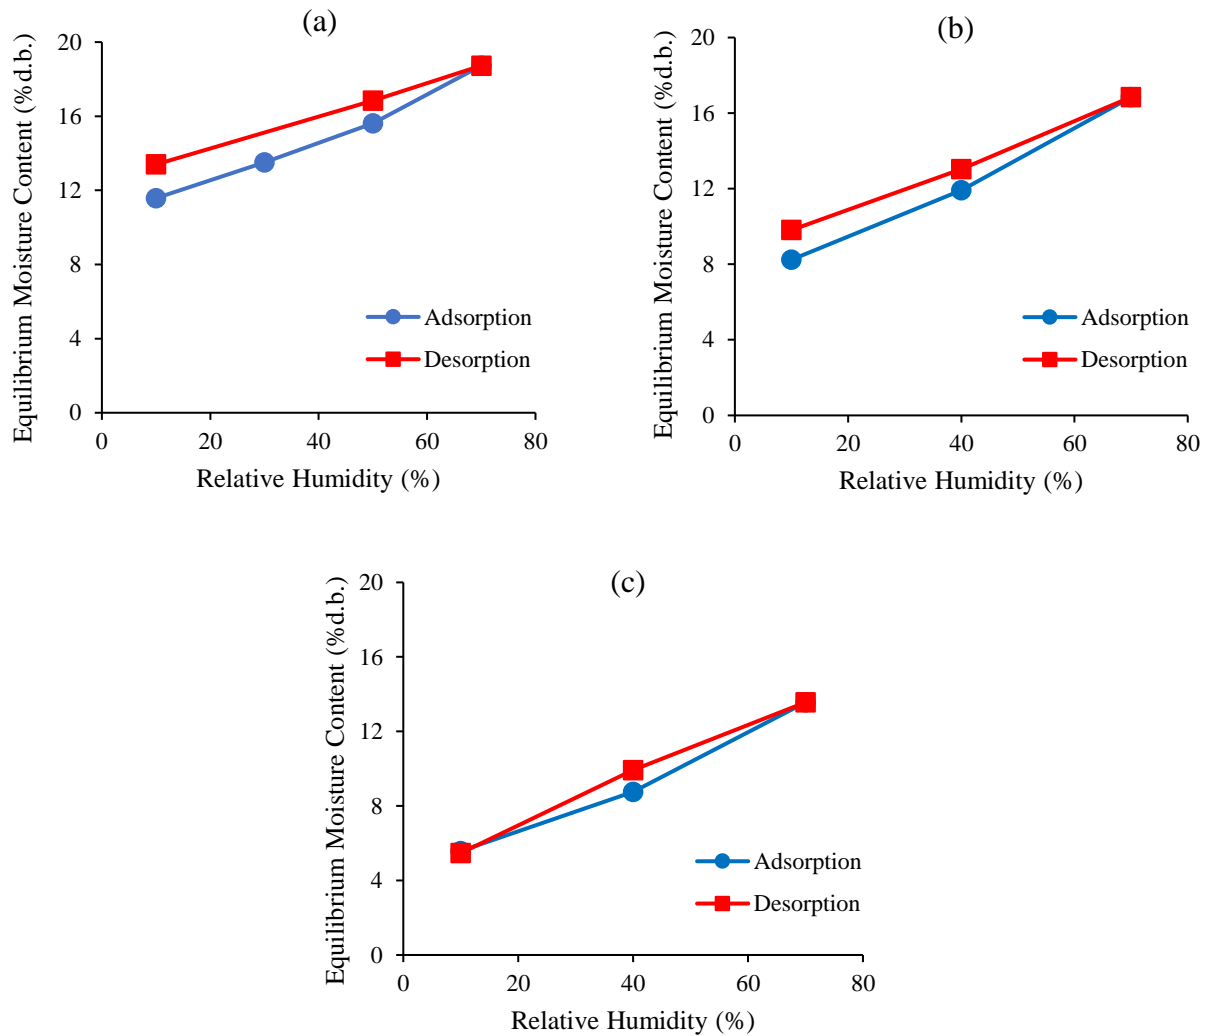 (a)
Equilibrium Moisture Content (%d.b.)
20
16
12
8
4
0
Adsorption
Desorption
0 20 40 60 80
Relative Humidity (%)
(b)
Equilibrium Moisture Content (%d.b.)
20
16
12
8
4
0
Adsorption
Desorption
0 20 40 60 80
Relative Humidity (%)
(c)
Equilibrium Moisture Content (%d.b.)
20
16
12
8
4
0
Adsorption
Desorption
0 20 40 60 80
Relative Humidity (%)